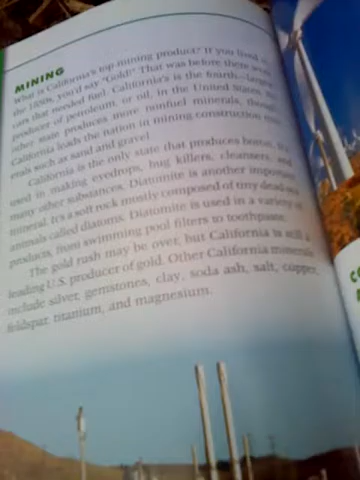 MINING
What is California's top mining product? If you lived in
the 1800s, you'd say "Gold!" That was before there were
cars that needed fuel. California's is the fourth-largest
producer of petroleum, or oil, in the United States. No
other state produces more nonfuel minerals, though.
California leads the nation in mining construction
erals such as sand and gravel.
California is the only state that produces boron,
used in making eyedrops, bug killers, cleansers, and
many other substances. Diatomite is another important
mineral. It's a soft rock mostly composed of tiny dead sea
animals called diatoms. Diatomite is used in a variety of
products, from swimming pool filters to toothpaste.
The gold rush may be over, but California is still a
leading U.S. producer of gold. Other California minerals
include silver, gemstones, clay, soda ash, salt, copper,
feldspar, titanium, and magnesium.